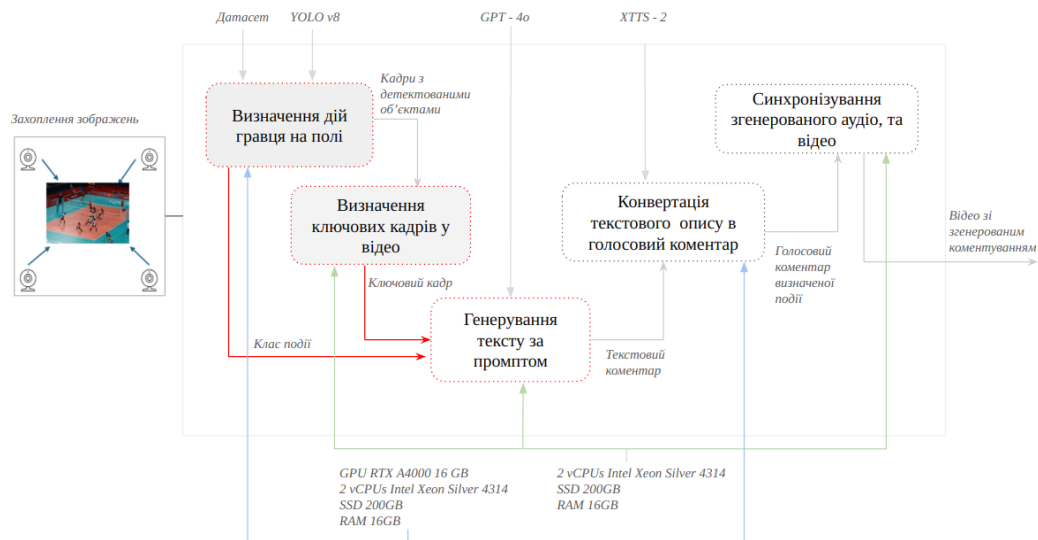 Датасет
YOLO v8
GPT - 4o
XTTS - 2
Захоплення зображень
Визначення дій
гравця на полі
Кадри з
детектованими
об’єктами
Синхронізування
згенерованого аудіо, та
відео
Визначення
ключових кадрів у
відео
Конвертація
текстового опису в
голосовий коментар
Відео зі
згенерованим
коментуванням
Голосовий
коментар
визначеної
події
Ключовий кадр
Генерування
тексту за
промптом
Клас події
Текстовий
коментар
GPU RTX A4000 16 GB
2 vCPUs Intel Xeon Silver 4314
SSD 200GB
RAM 16GB
2 vCPUs Intel Xeon Silver 4314
SSD 200GB
RAM 16GB